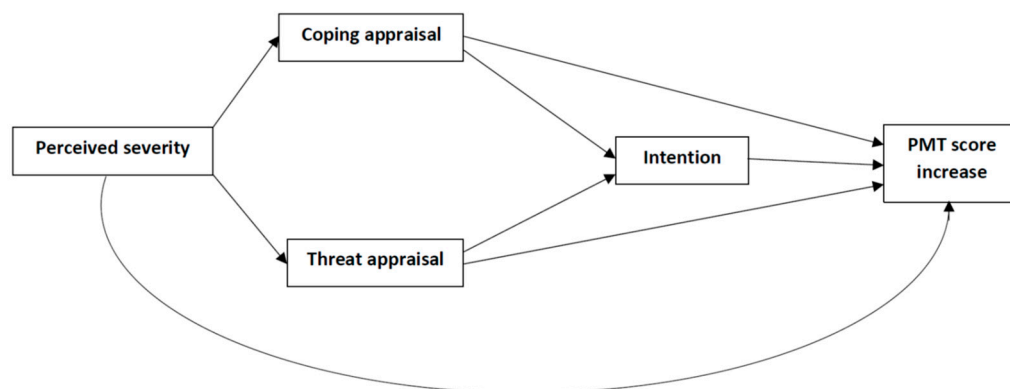 Coping appraisal
Perceived severity
Intention
PMT score
increase
Threat appraisal